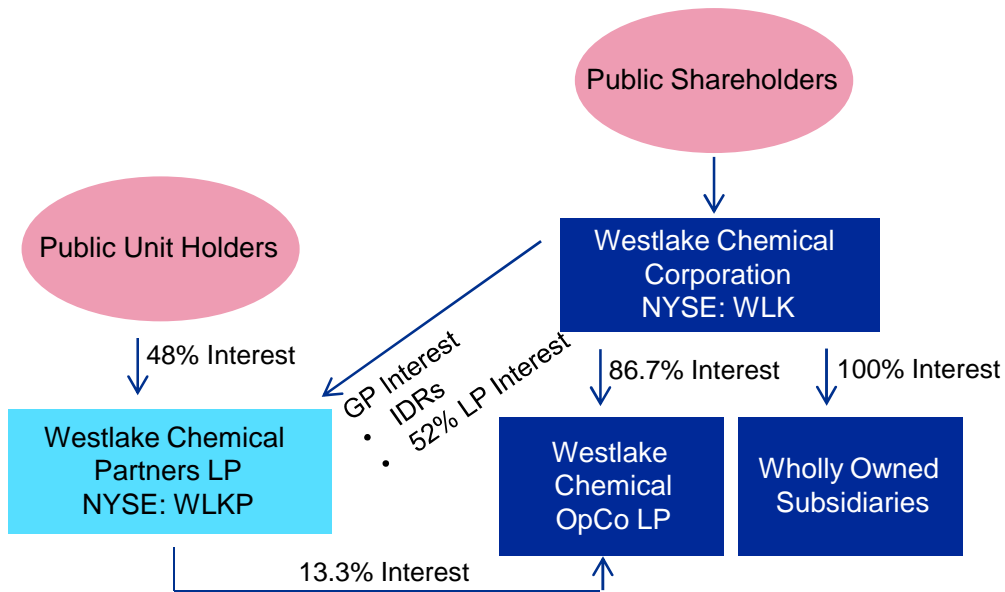 Public Shareholders
Public Unit Holders
Westlake Chemical
Corporation
NYSE: WLK
48% Interest
GP Interest
• IDRs
• 52% LP Interest
86.7% Interest
100% Interest
Westlake Chemical
Partners LP
NYSE: WLKP
Westlake
Chemical
OpCo LP
Wholly Owned
Subsidiaries
13.3% Interest